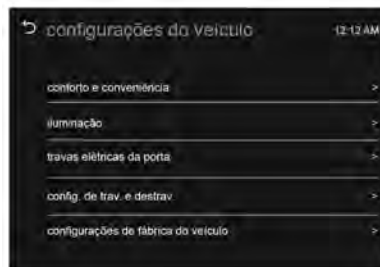 configurações do veículo
12:12 AM
conforto e conveniência >
iluminação >
travas elétricas da porta >
config. de trav. e destrav >
configurações de fábrica do veículo >